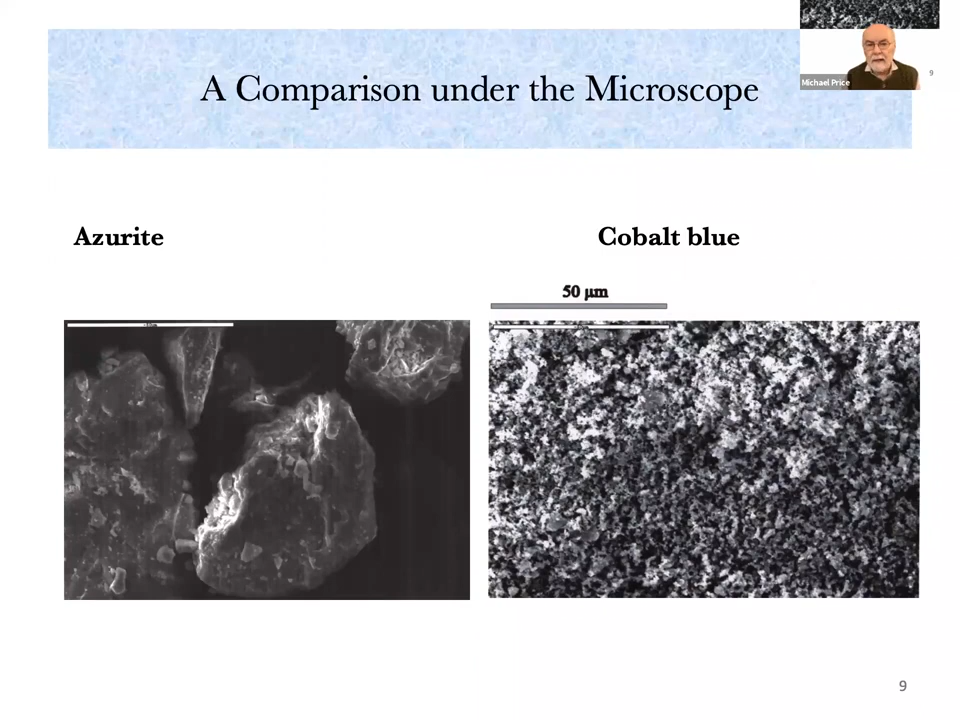 A Comparison under the Microscope
Michael Price
9
Azurite
Cobalt blue
50 μm
9